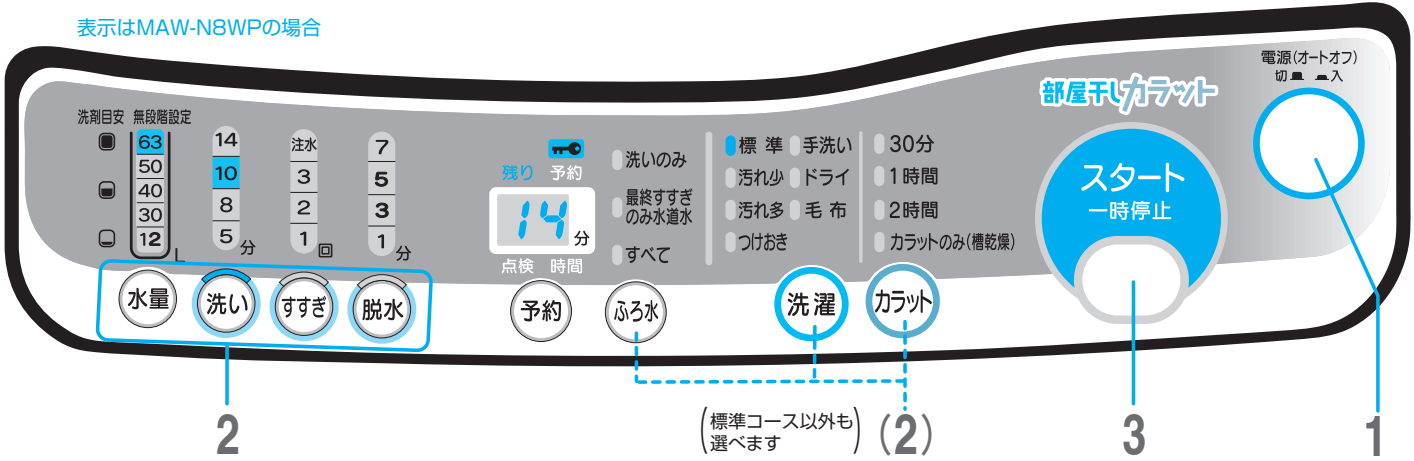 表示はMAW-N8WPの場合
電源(オートオフ)
切 入
部屋干しカラット
洗剤目安 無段階設定
63
50
40
30
12
L
14
10
8
5
分
注水
3
2
1
回
7
5
3
1
分
残り 予約
14
分
点検 時間
洗いのみ
最終すすぎ
のみ水道水
すべて
標準 手洗い
汚れ少 ドライ
汚れ多 毛布
つけおき
30分
1時間
2時間
カラットのみ(槽乾燥)
スタート
一時停止
水量 洗い すすぎ 脱水 予約 ふろ水 洗濯 カラット
2
(標準コース以外も
選べます)
(2)
3
1